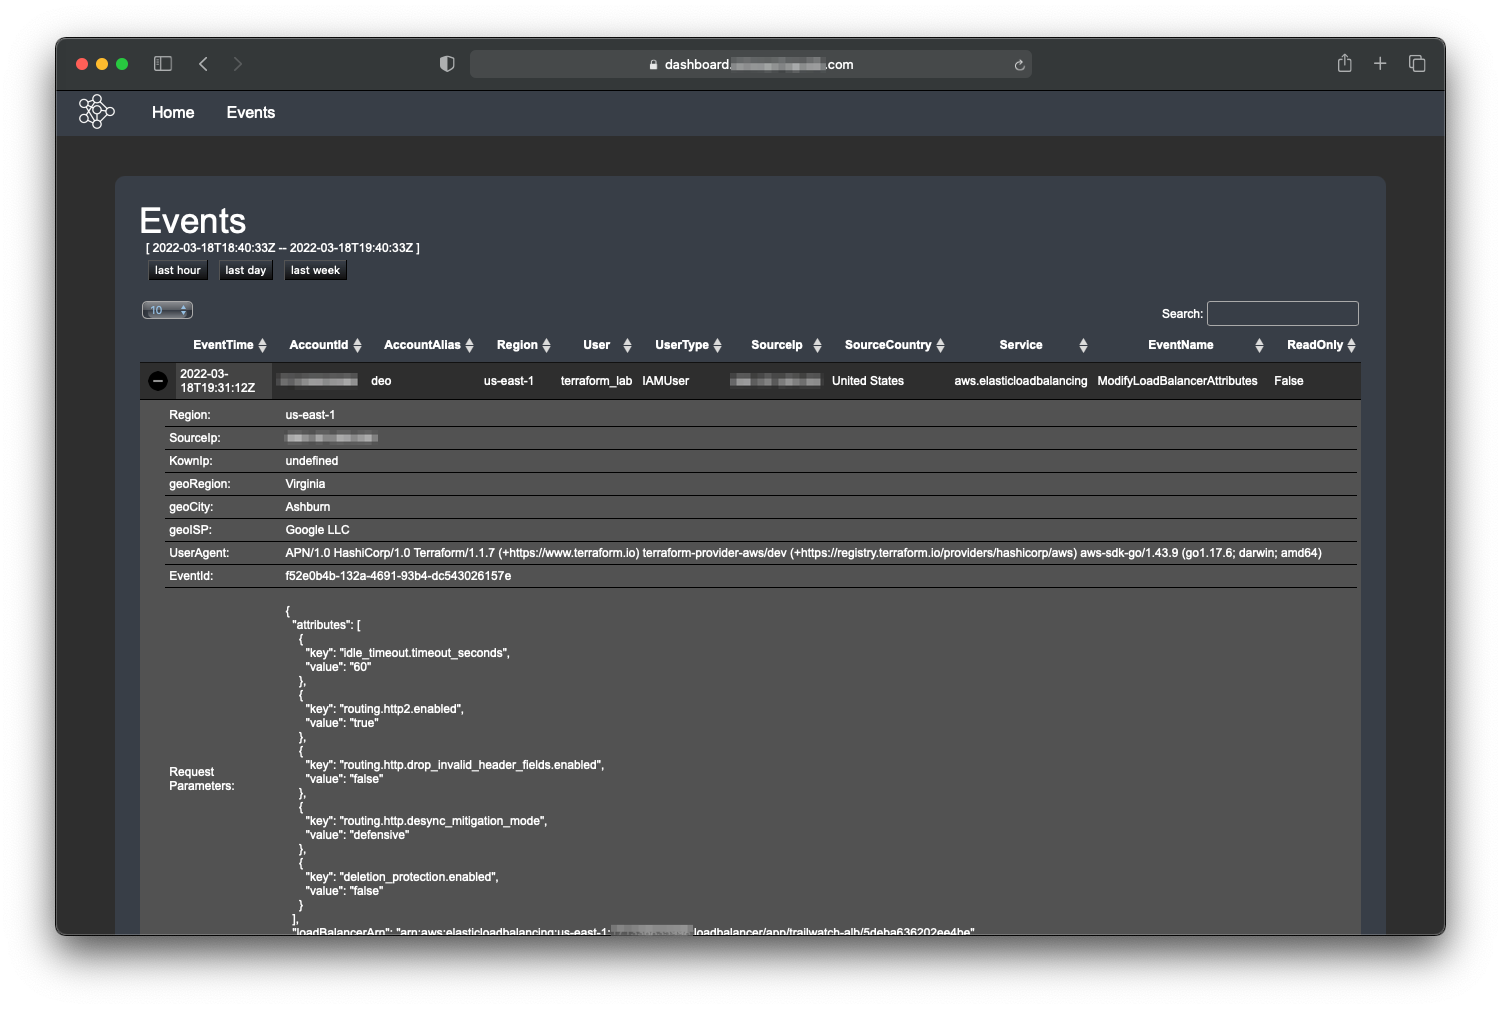 dashboard. .com
Home Events
Events
[ 2022-03-18T18:40:33Z -- 2022-03-18T19:40:33Z ]
last hour last day last week
10 Search:
EventTime AccountId AccountAlias Region User UserType SourceIp SourceCountry Service EventName ReadOnly
2022-03-
18T19:31:12Z deo us-east-1 terraform_lab IAMUser United States aws.elasticloadbalancing ModifyLoadBalancerAttributes False
Region: us-east-1
SourceIp:
KownIp: undefined
geoRegion: Virginia
geoCity: Ashburn
geoISP: Google LLC
UserAgent: APN/1.0 HashiCorp/1.0 Terraform/1.1.7 (+https://www.terraform.io) terraform-provider-aws/dev (+https://registry.terraform.io/providers/hashicorp/aws) aws-sdk-go/1.43.9 (go1.17.6; darwin; amd64)
EventId: f52e0b4b-132a-4691-93b4-dc543026157e
Request
Parameters:
{
"attributes": [
{
"key": "idle_timeout.timeout_seconds",
"value": "60"
},
{
"key": "routing.http2.enabled",
"value": "true"
},
{
"key": "routing.http.drop_invalid_header_fields.enabled",
"value": "false"
},
{
"key": "routing.http.desync_mitigation_mode",
"value": "defensive"
},
{
"key": "deletion_protection.enabled",
"value": "false"
}
],
"loadBalancerArn": "arn:aws:elasticloadbalancing:us-east-1: loadbalancer/app/trailwatch-alb/5deba636202ee4be"